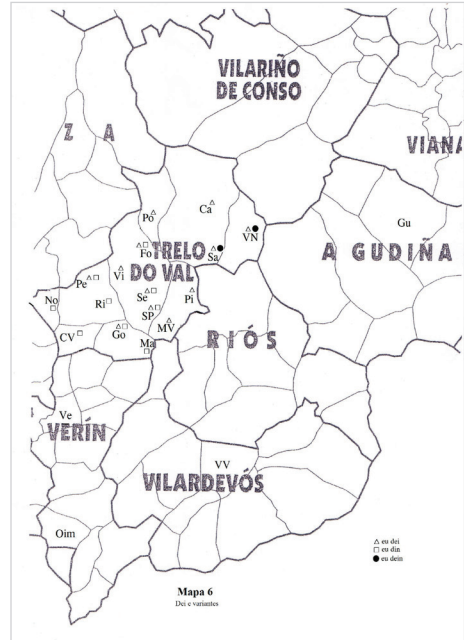 VILARIÑO
DE CONSO
Z A
VIANA
Po
Ca
Gu
VN
Fo
TRELO
Sa
A GUDIÑA
Vi
DO VAL
Pe
Se
Pi
No
Ri
SP
MV
CV
Go
Ma
RIÓS
Ve
VERÍN
VV
VILARDEVÓS
Oim
eu dei
eu din
eu dein
Mapa 6
Dei e variantes